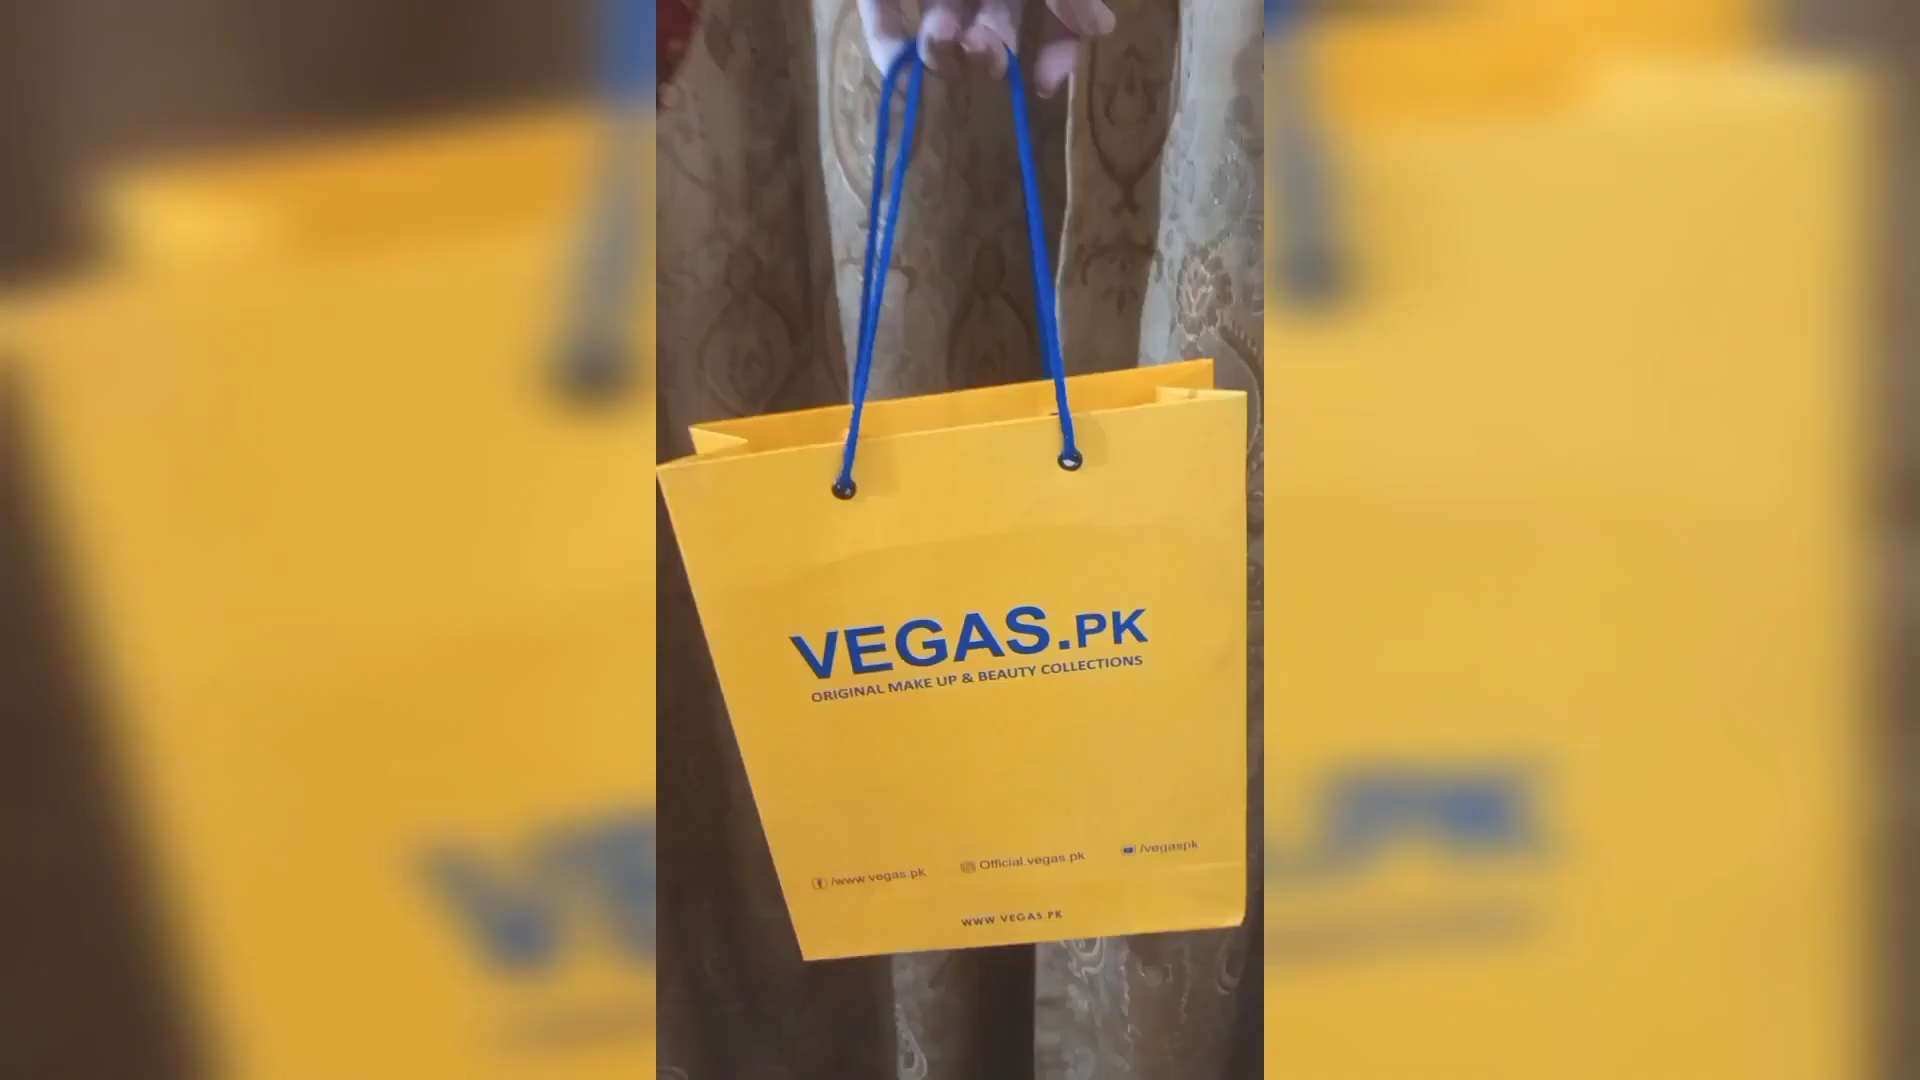 VEGAS.PK
ORIGINAL MAKE UP & BEAUTY COLLECTIONS
/www.vegas.pk Official.vegas.pk /vegaspk
WWW.VEGAS.PK